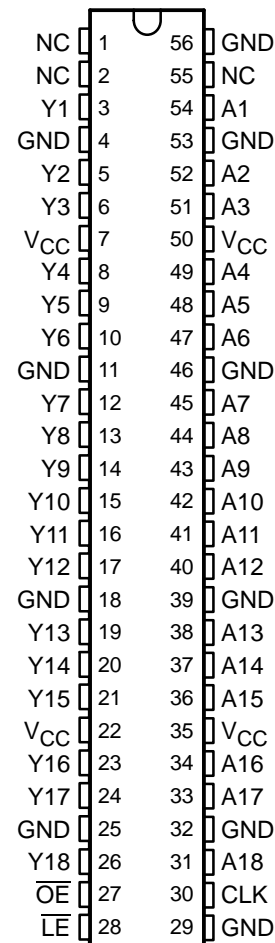 NC 1 56 GND
NC 2 55 NC
Y1 3 54 A1
GND 4 53 GND
Y2 5 52 A2
Y3 6 51 A3
VCC 7 50 VCC
Y4 8 49 A4
Y5 9 48 A5
Y6 10 47 A6
GND 11 46 GND
Y7 12 45 A7
Y8 13 44 A8
Y9 14 43 A9
Y10 15 42 A10
Y11 16 41 A11
Y12 17 40 A12
GND 18 39 GND
Y13 19 38 A13
Y14 20 37 A14
Y15 21 36 A15
VCC 22 35 VCC
Y16 23 34 A16
Y17 24 33 A17
GND 25 32 GND
Y18 26 31 A18
O̅E̅ 27 30 CLK
L̅E̅ 28 29 GND